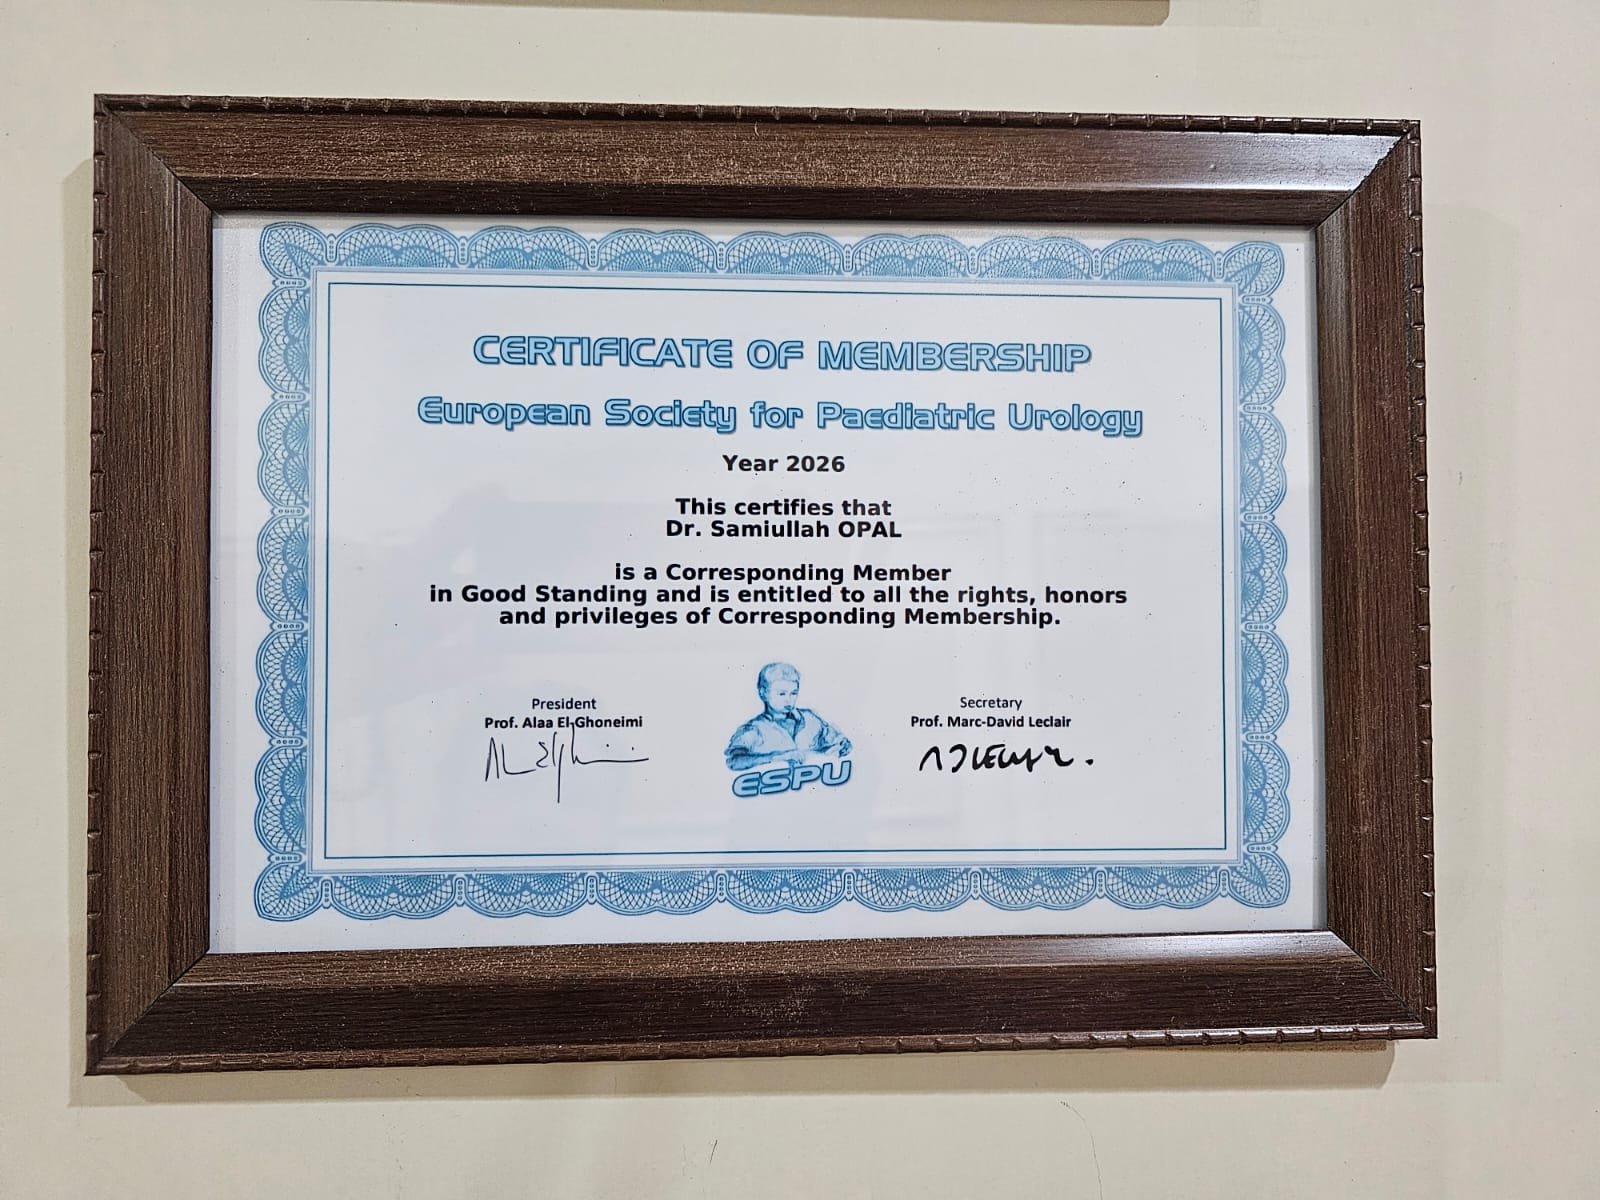 CERTIFICATE OF MEMBERSHIP
European Society for Paediatric Urology
Year 2026
This certifies that
Dr. Samiullah OPAL
is a Corresponding Member
in Good Standing and is entitled to all the rights, honors
and privileges of Corresponding Membership.
President
Prof. Alaa El-Ghoneimi
Secretary
Prof. Marc-David Leclair
ESPU